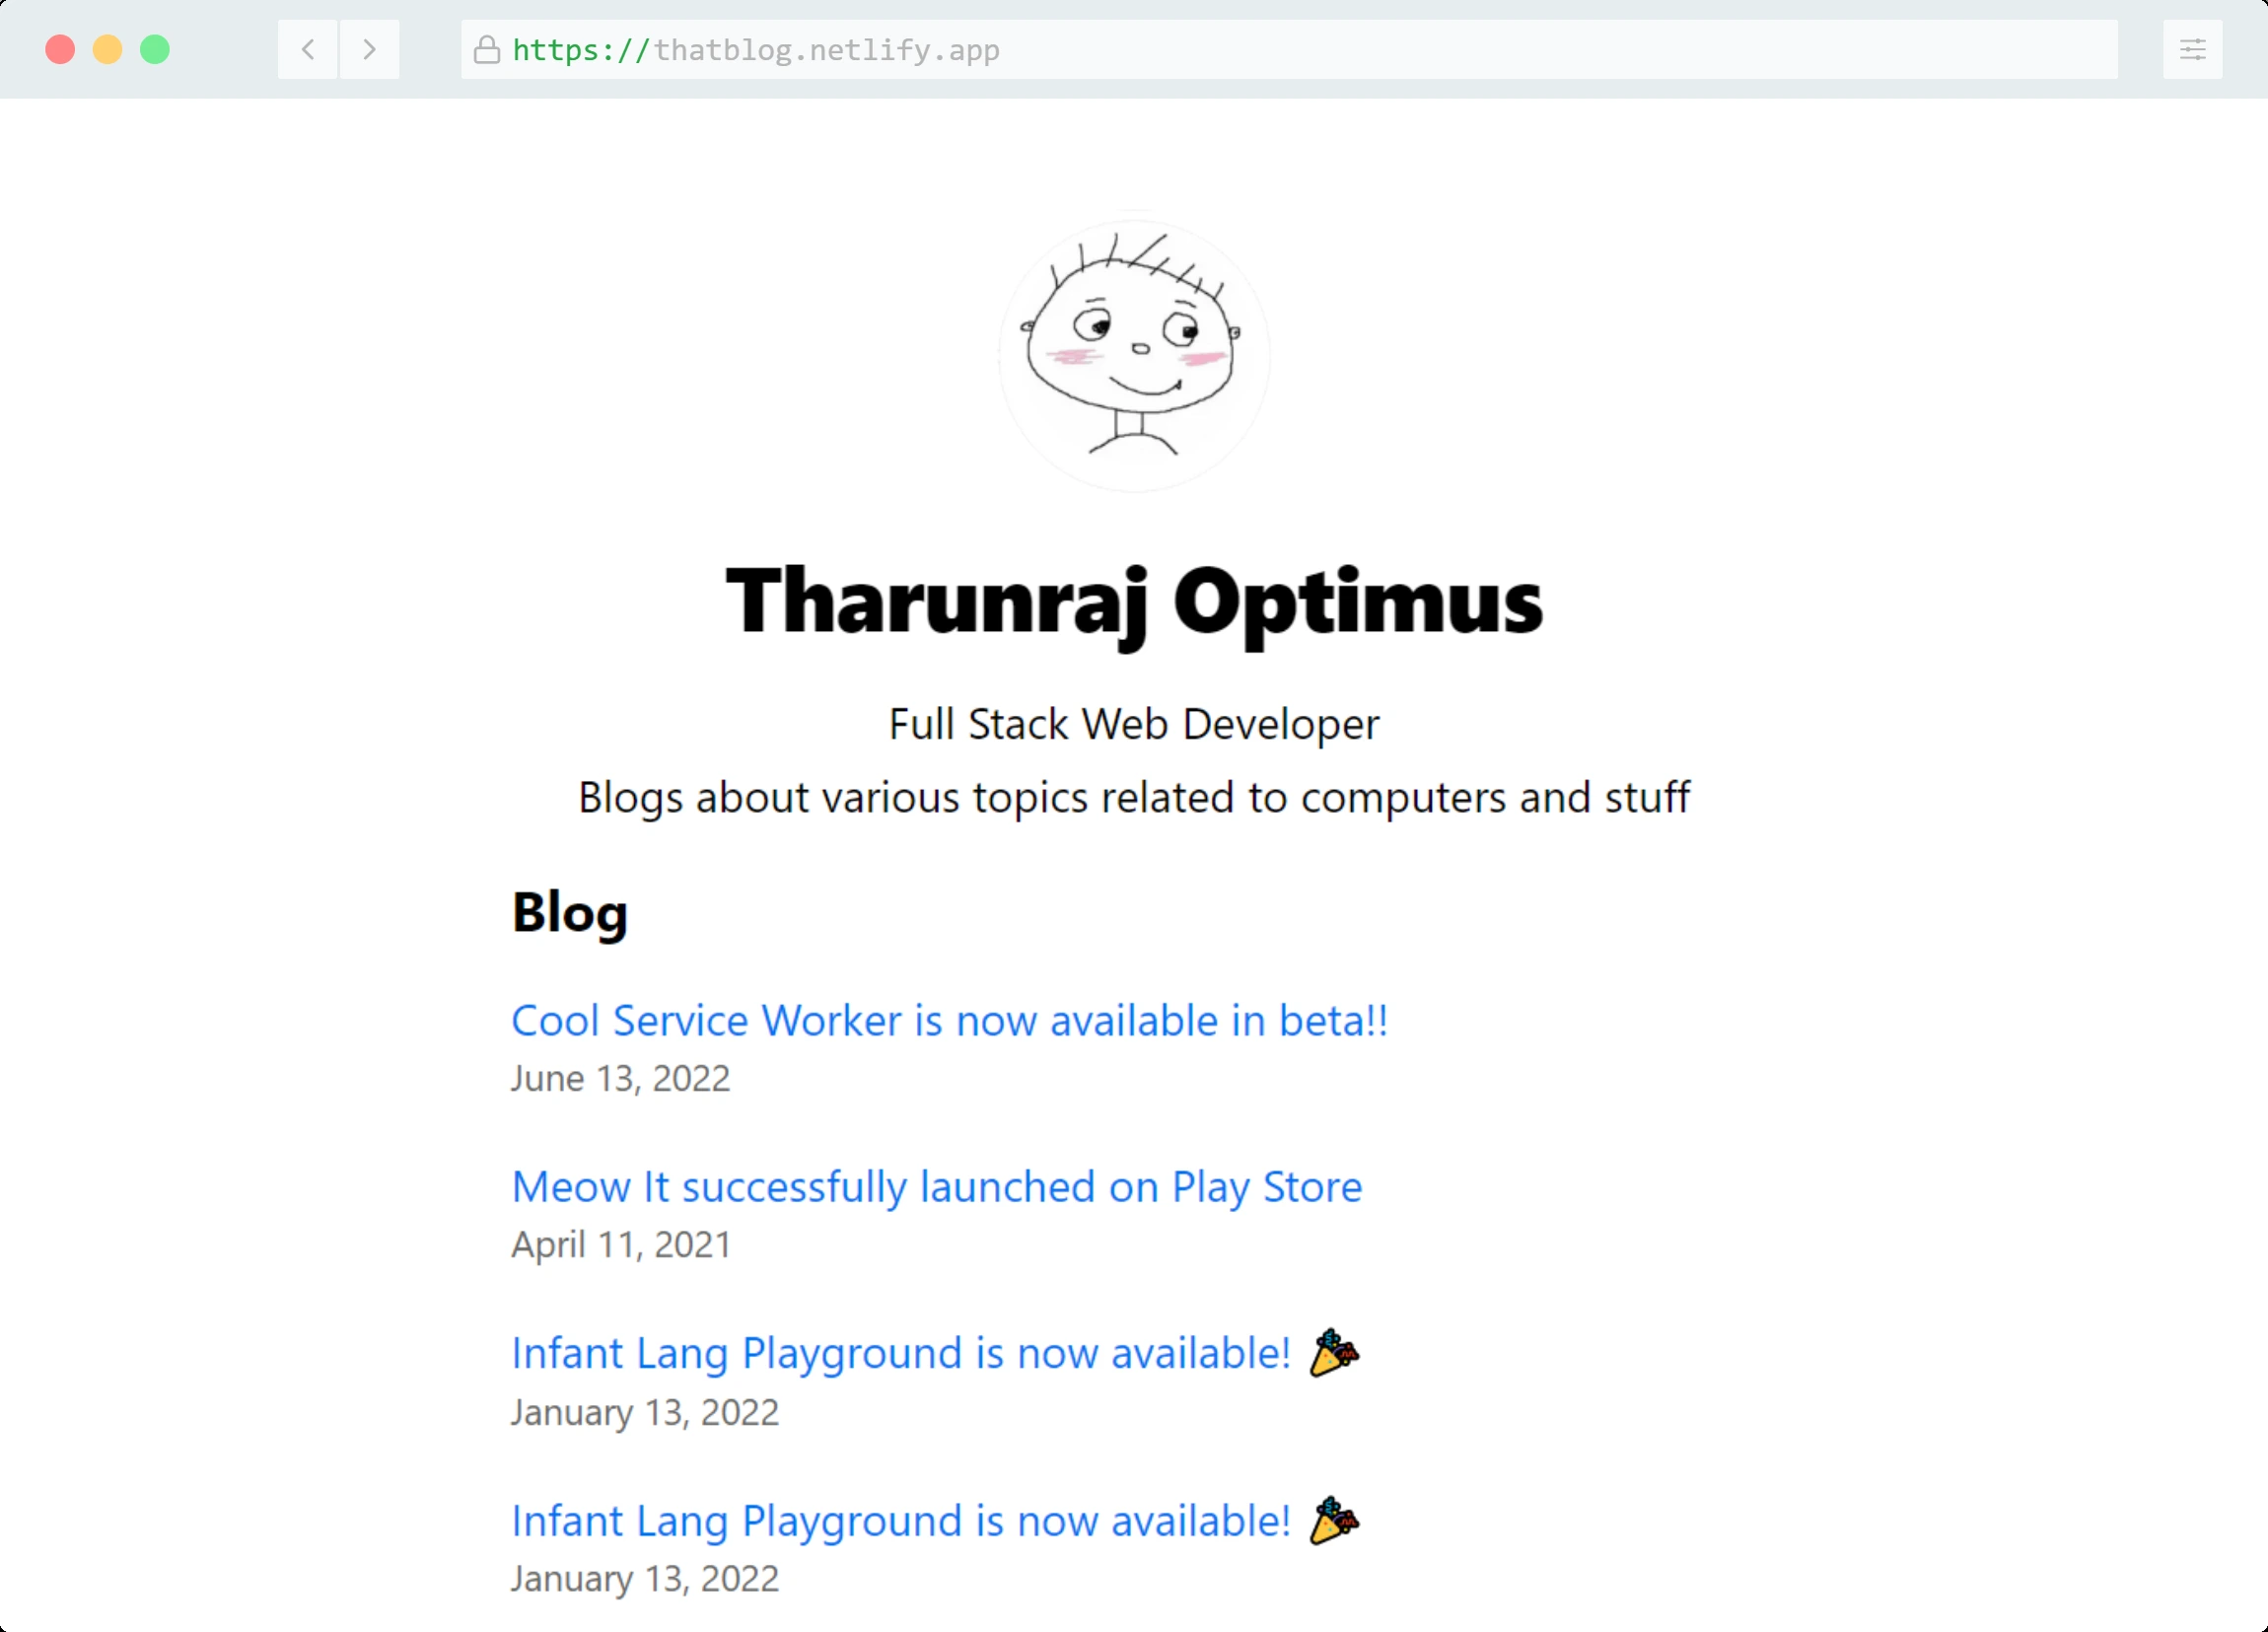 https://thatblog.netlify.app
Tharunraj Optimus
Full Stack Web Developer
Blogs about various topics related to computers and stuff
Blog
Cool Service Worker is now available in beta!!
June 13, 2022
Meow It successfully launched on Play Store
April 11, 2021
Infant Lang Playground is now available! 🎉
January 13, 2022
Infant Lang Playground is now available! 🎉
January 13, 2022